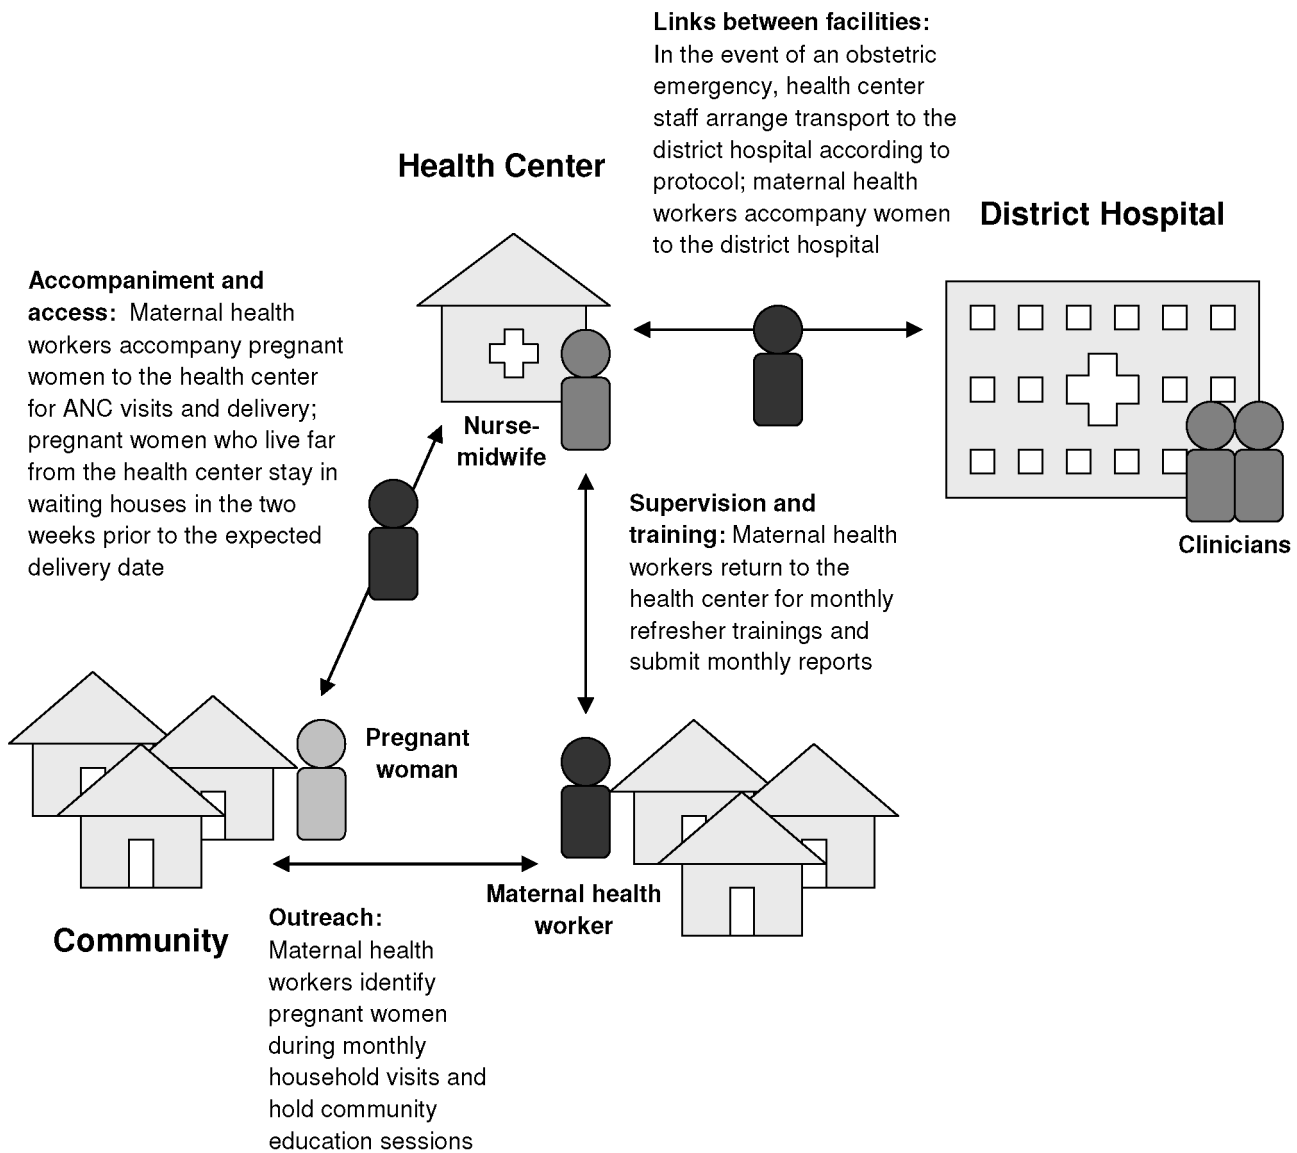 Links between facilities:
In the event of an obstetric
emergency, health center
staff arrange transport to the
district hospital according to
protocol; maternal health
workers accompany women
to the district hospital
Health Center
District Hospital
Accompaniment and
access:  Maternal health
workers accompany pregnant
women to the health center
for ANC visits and delivery;
pregnant women who live far
from the health center stay in
waiting houses in the two
weeks prior to the expected
delivery date
Nurse-
midwife
Supervision and
training: Maternal health
workers return to the
health center for monthly
refresher trainings and
submit monthly reports
Clinicians
Pregnant
woman
Maternal health
worker
Community
Outreach:
Maternal health
workers identify
pregnant women
during monthly
household visits and
hold community
education sessions